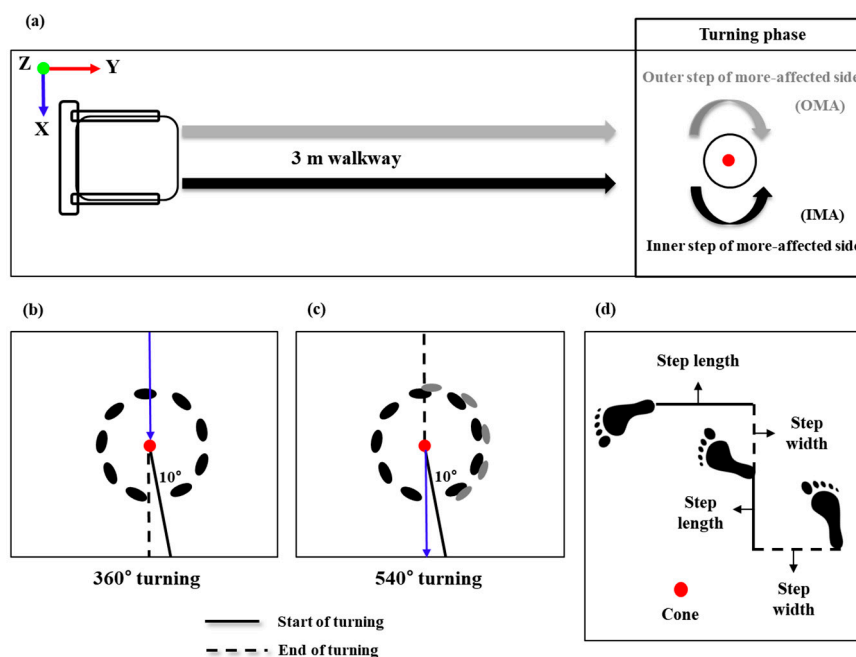 (a)
Turning phase
Z
Y
X
Outer step of more-affected side
(OMA)
3 m walkway
(IMA)
Inner step of more-affected side
(b)
(c)
(d)
10°
360° turning
10°
540° turning
Start of turning
End of turning
Step length
Step
width
Step
length
Step
width
Cone